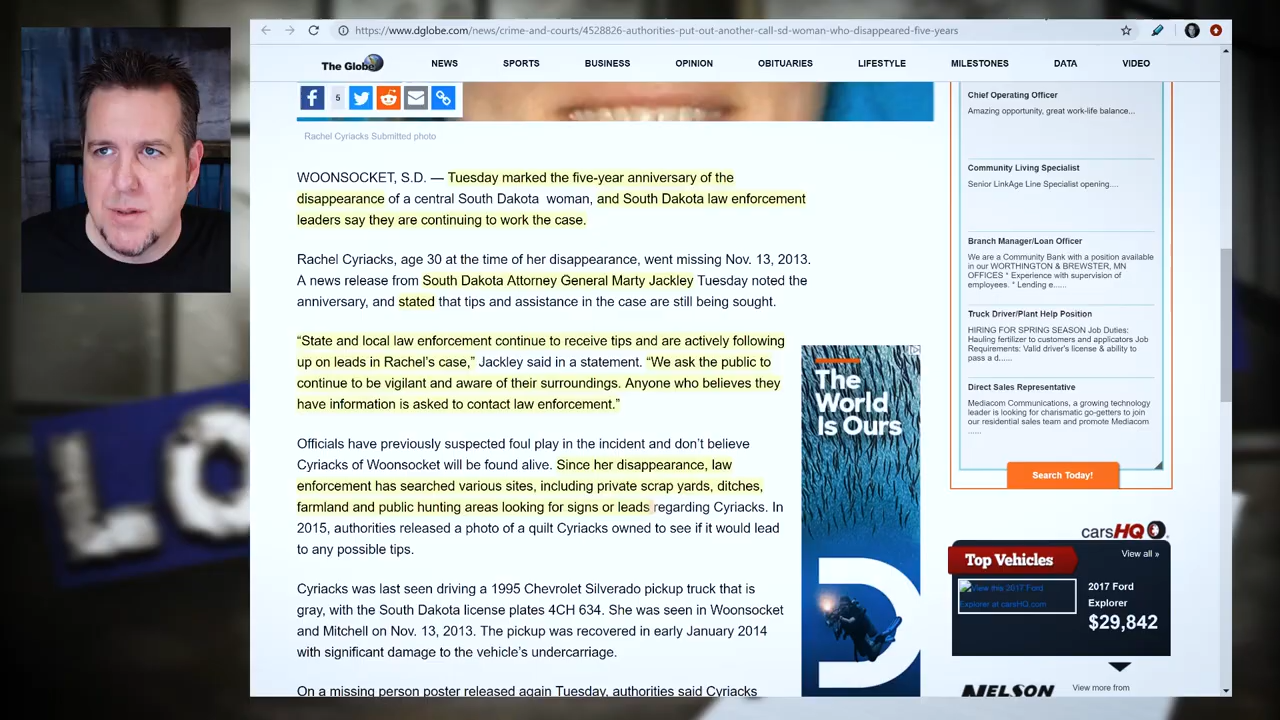 https://www.dglobe.com/news/crime-and-courts/4528826-authorities-put-out-another-call-sd-woman-who-disappeared-five-years
The Globe
NEWS
SPORTS
BUSINESS
OPINION
OBITUARIES
LIFESTYLE
MILESTONES
DATA
VIDEO
5
Rachel Cyriacks Submitted photo
WOONSOCKET, S.D. — Tuesday marked the five-year anniversary of the
disappearance of a central South Dakota woman, and South Dakota law enforcement
leaders say they are continuing to work the case.
Rachel Cyriacks, age 30 at the time of her disappearance, went missing Nov. 13, 2013.
A news release from South Dakota Attorney General Marty Jackley Tuesday noted the
anniversary, and stated that tips and assistance in the case are still being sought.
“State and local law enforcement continue to receive tips and are actively following
up on leads in Rachel’s case,” Jackley said in a statement. “We ask the public to
continue to be vigilant and aware of their surroundings. Anyone who believes they
have information is asked to contact law enforcement.”
Officials have previously suspected foul play in the incident and don’t believe
Cyriacks of Woonsocket will be found alive. Since her disappearance, law
enforcement has searched various sites, including private scrap yards, ditches,
farmland and public hunting areas looking for signs or leads regarding Cyriacks. In
2015, authorities released a photo of a quilt Cyriacks owned to see if it would lead
to any possible tips.
Cyriacks was last seen driving a 1995 Chevrolet Silverado pickup truck that is
gray, with the South Dakota license plates 4CH 634. She was seen in Woonsocket
and Mitchell on Nov. 13, 2013. The pickup was recovered in early January 2014
with significant damage to the vehicle’s undercarriage.
On a missing person poster released again Tuesday, authorities said Cyriacks
The
World
Is Ours
Chief Operating Officer
Amazing opportunity, great work-life balance...
Community Living Specialist
Senior LinkAge Line Specialist opening....
Branch Manager/Loan Officer
We are a Community Bank with a position available
in our WORTHINGTON & BREWSTER, MN
OFFICES * Experience with supervision of
employees. * Lending e......
Truck Driver/Plant Help Position
HIRING FOR SPRING SEASON Job Duties:
Hauling fertilizer to customers and applicators Job
Requirements: Valid driver's license & ability to
pass a d......
Direct Sales Representative
Mediacom Communications, a growing technology
leader is looking for charismatic go-getters to join
our residential sales team and promote Mediacom
......
Search Today!
carsHQ
Top Vehicles
View all »
View this 2017 Ford
Explorer at carsHQ.com
2017 Ford
Explorer
$29,842
NELSON
View more from
LO